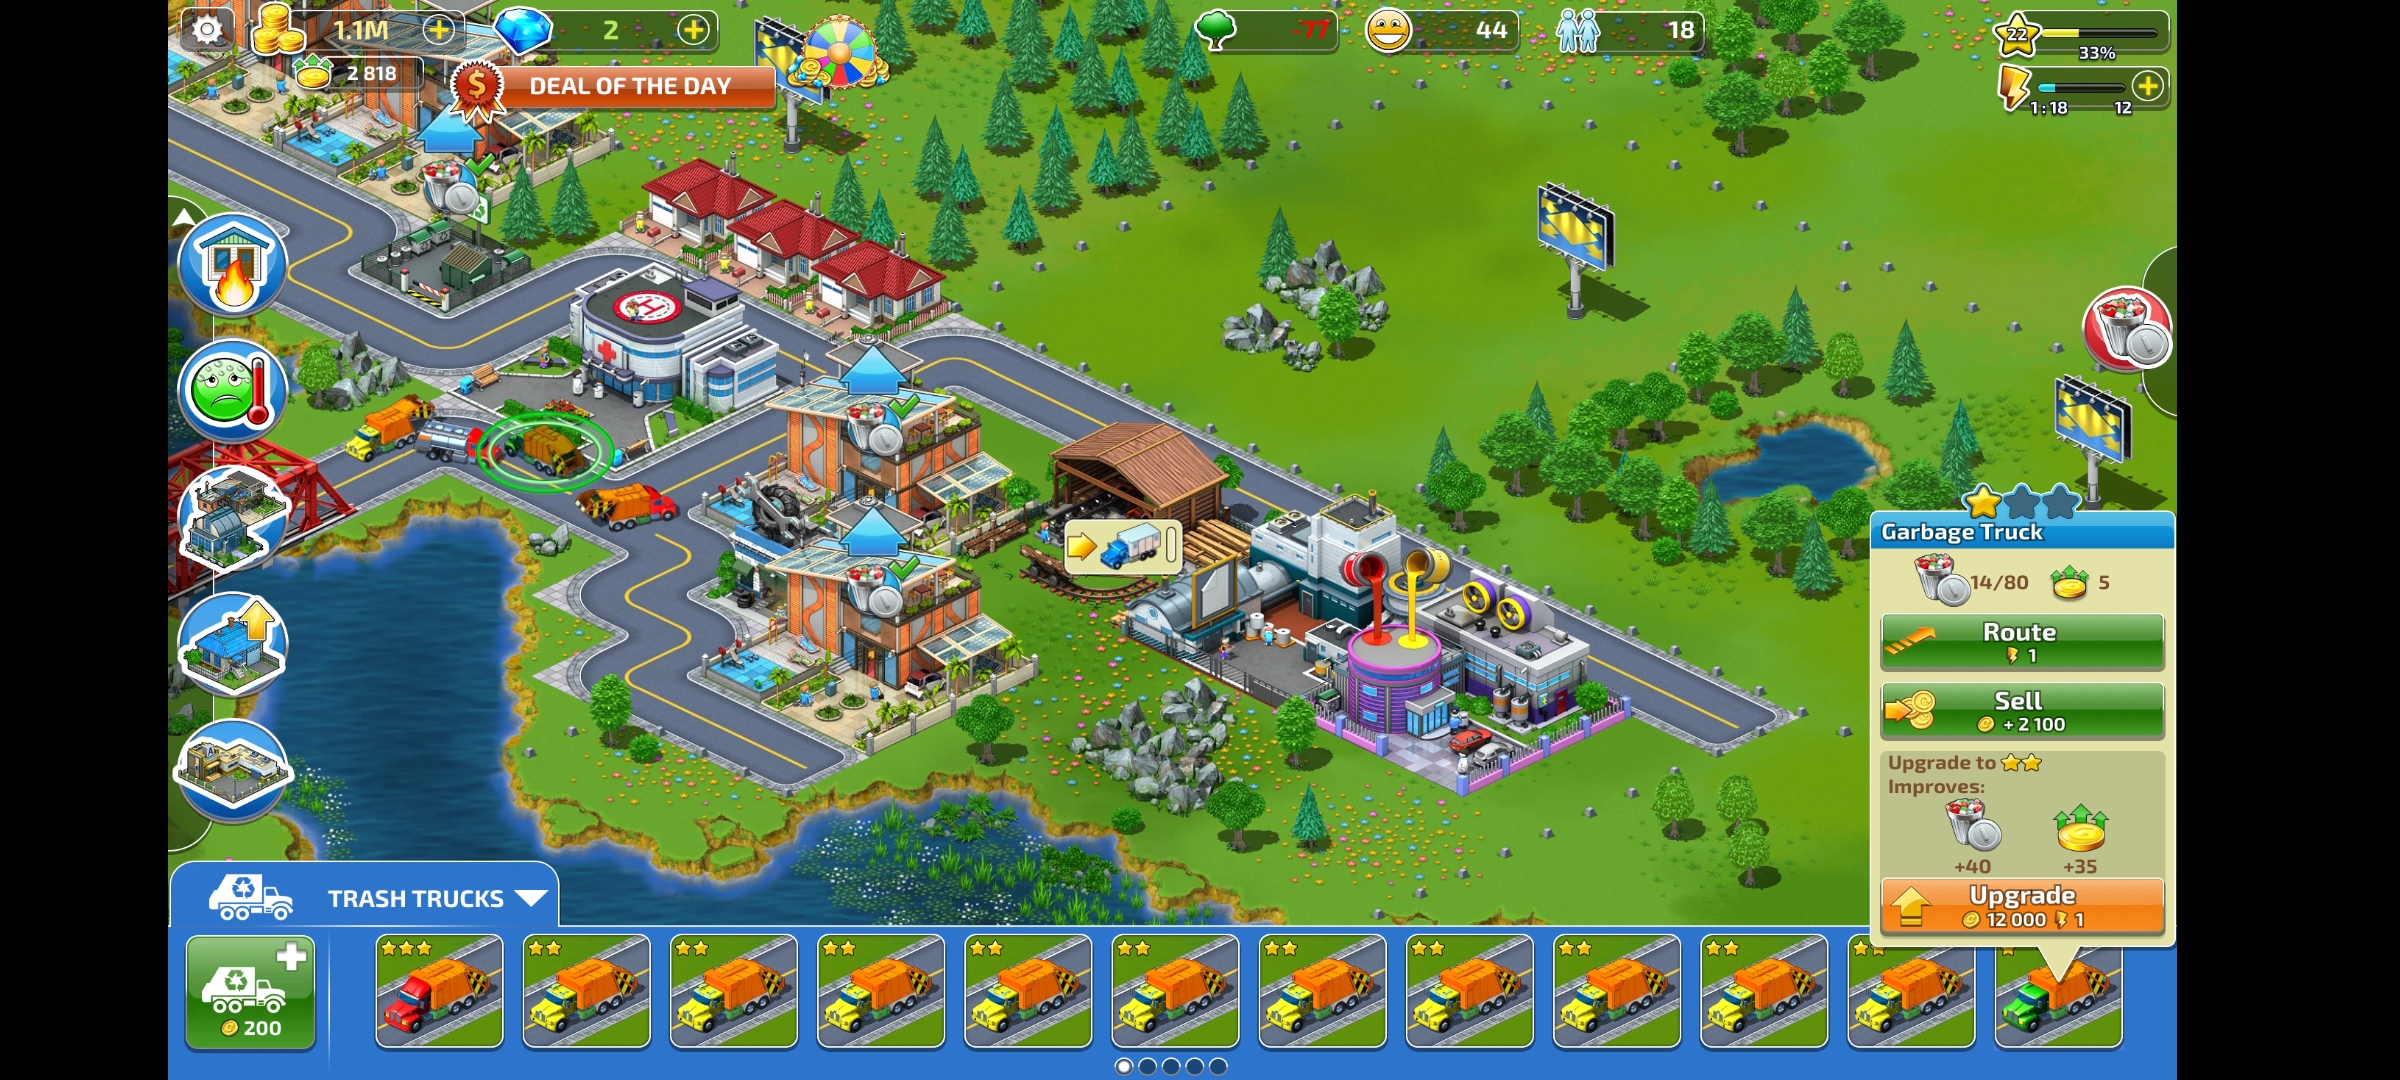 1.1M
2
-77
44
18
22
33%
2 818
DEAL OF THE DAY
1:18
12
H
Garbage Truck
14/80
5
Route
1
Sell
+ 2 100
Upgrade to
Improves:
+40
+35
Upgrade
12 000
1
TRASH TRUCKS
200